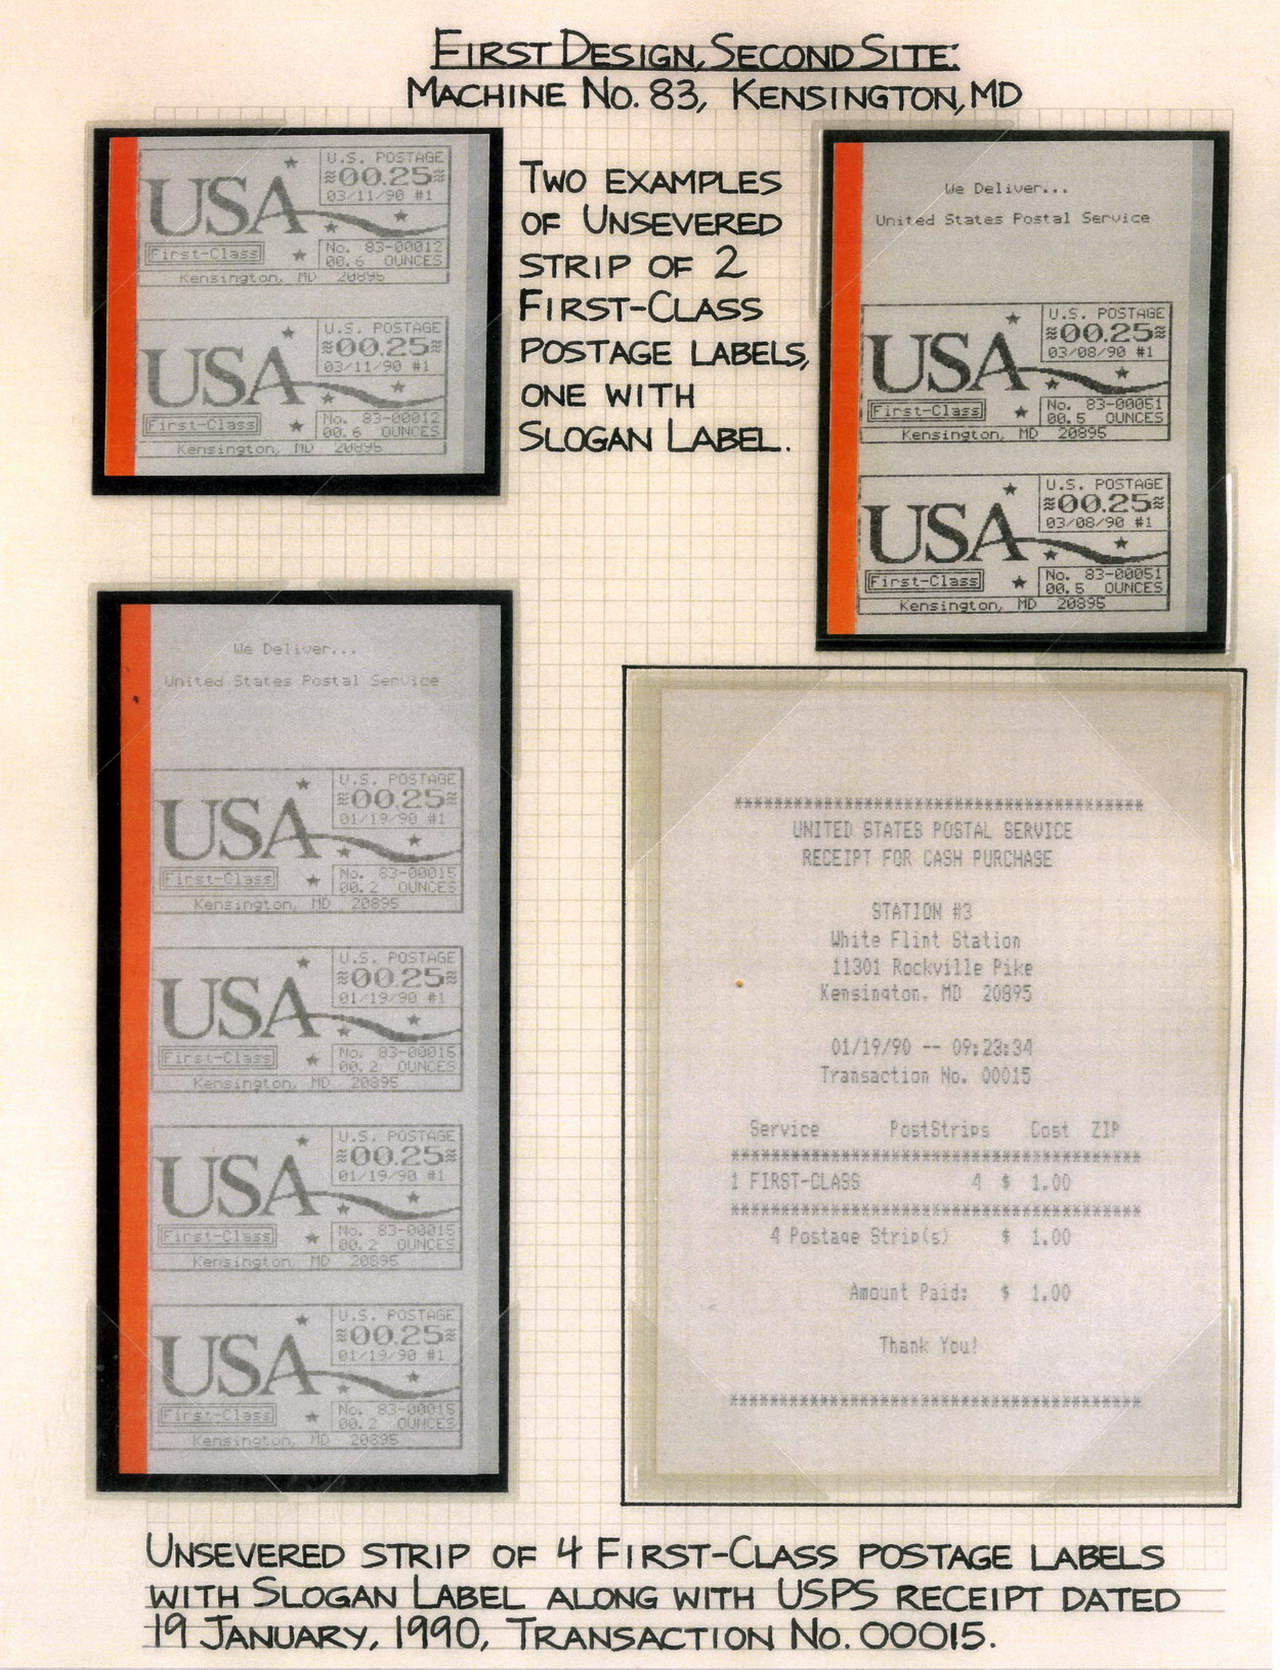 FIRST DESIGN, SECOND SITE:
MACHINE NO. 83, KENSINGTON, MD
USA
U.S. POSTAGE
≈00.25≈
03/11/90 #1
First-Class
No. 83-00012
00.6 OUNCES
Kensington, MD 20895
USA
U.S. POSTAGE
≈00.25≈
03/11/90 #1
First-Class
No. 83-00012
00.6 OUNCES
Kensington, MD 20895
TWO EXAMPLES
OF UNSEVERED
STRIP OF 2
FIRST-CLASS
POSTAGE LABELS,
ONE WITH
SLOGAN LABEL.
We Deliver...
United States Postal Service
USA
U.S. POSTAGE
≈00.25≈
03/08/90 #1
First-Class
No. 83-00051
00.5 OUNCES
Kensington, MD 20895
USA
U.S. POSTAGE
≈00.25≈
03/08/90 #1
First-Class
No. 83-00051
00.5 OUNCES
Kensington, MD 20895
We Deliver...
United States Postal Service
USA
U.S. POSTAGE
≈00.25≈
01/19/90 #1
First-Class
No. 83-00015
00.2 OUNCES
Kensington, MD 20895
USA
U.S. POSTAGE
≈00.25≈
01/19/90 #1
First-Class
No. 83-00015
00.2 OUNCES
Kensington, MD 20895
USA
U.S. POSTAGE
≈00.25≈
01/19/90 #1
First-Class
No. 83-00015
00.2 OUNCES
Kensington, MD 20895
USA
U.S. POSTAGE
≈00.25≈
01/19/90 #1
First-Class
No. 83-00015
00.2 OUNCES
Kensington, MD 20895
*****************************************
UNITED STATES POSTAL SERVICE
RECEIPT FOR CASH PURCHASE
STATION #3
White Flint Station
11301 Rockville Pike
Kensington, MD 20895
01/19/90 -- 09:23:34
Transaction No. 00015
Service PostStrips Cost ZIP
*****************************************
1 FIRST-CLASS 4 $ 1.00
*****************************************
4 Postage Strip(s) $ 1.00
Amount Paid: $ 1.00
Thank You!
*****************************************
UNSEVERED STRIP OF 4 FIRST-CLASS POSTAGE LABELS
WITH SLOGAN LABEL ALONG WITH USPS RECEIPT DATED
19 JANUARY, 1990, TRANSACTION NO. 00015.